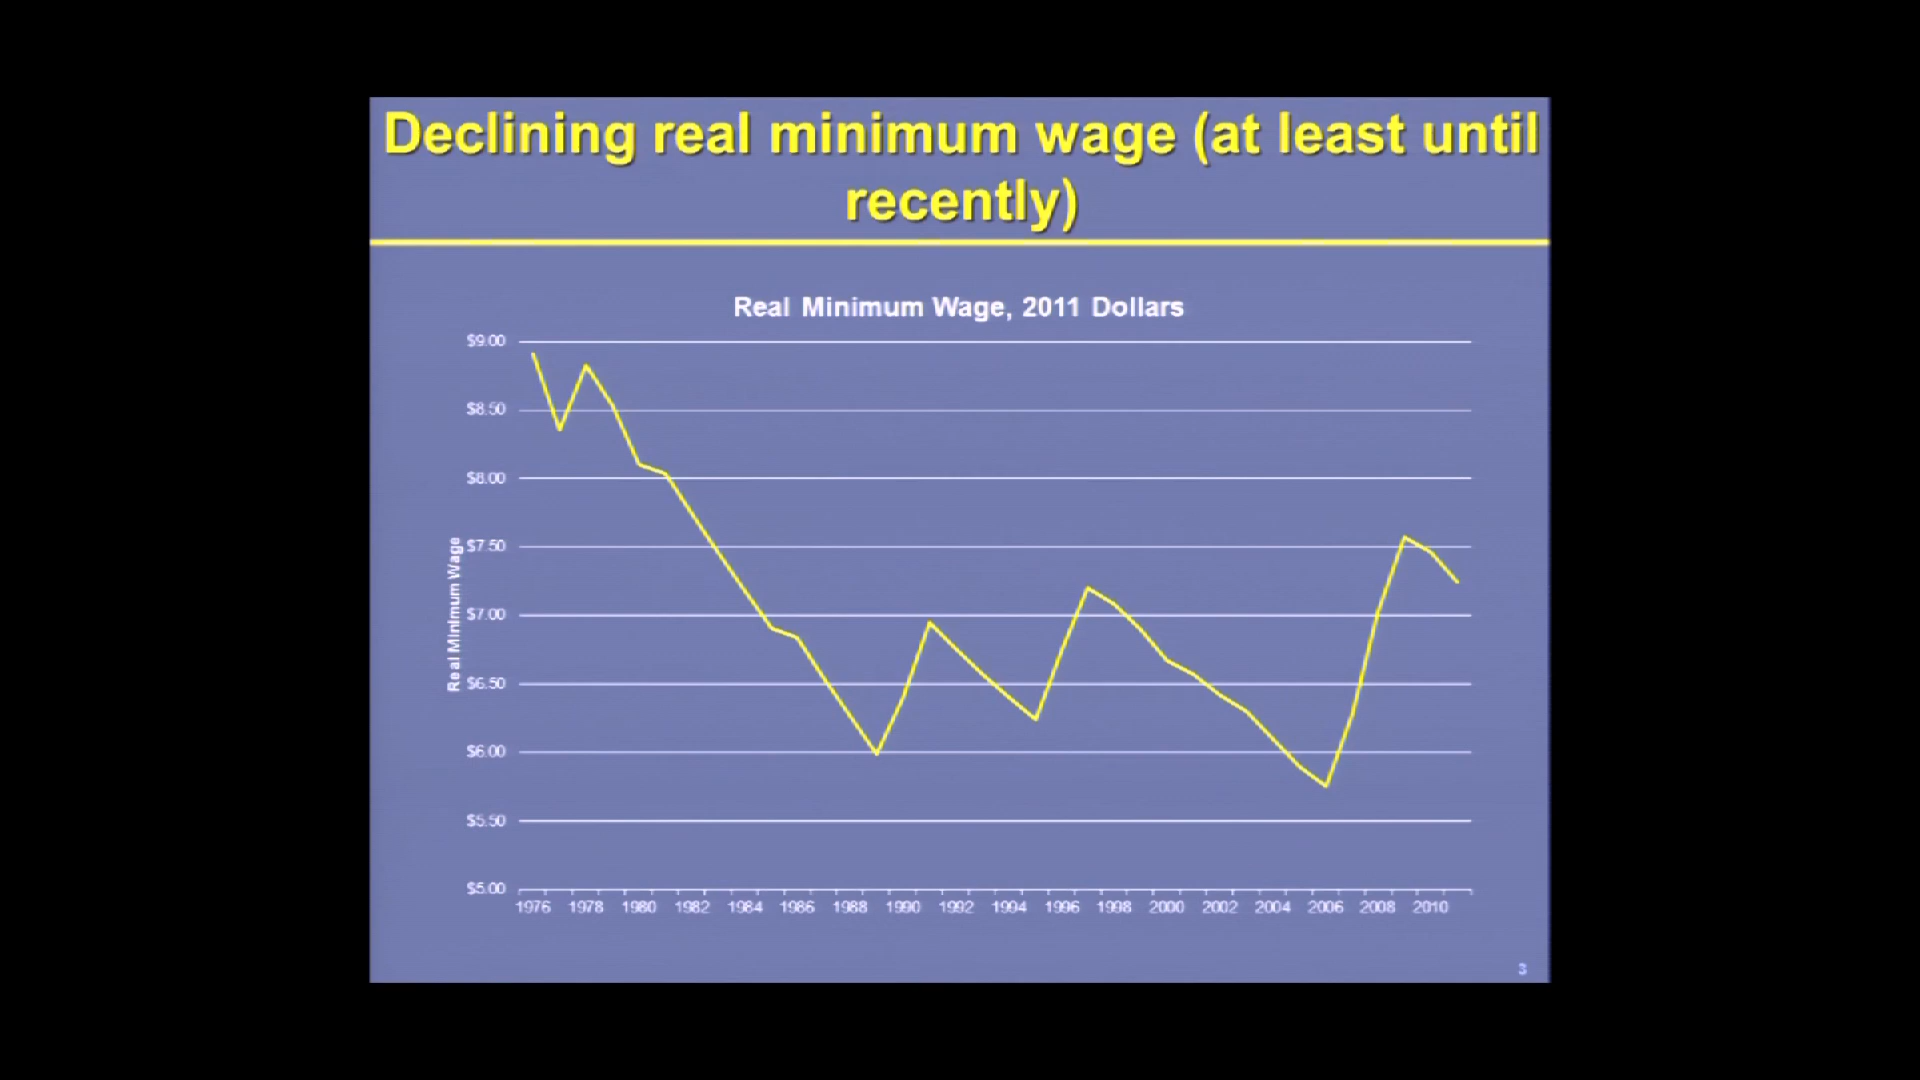 Declining real minimum wage (at least until
recently)
Real Minimum Wage, 2011 Dollars
$9.00
$8.50
$8.00
$7.50
$7.00
$6.50
$6.00
$5.50
$5.00
Real Minimum Wage
1976 1978 1980 1982 1984 1986 1988 1990 1992 1994 1996 1998 2000 2002 2004 2006 2008 2010
3